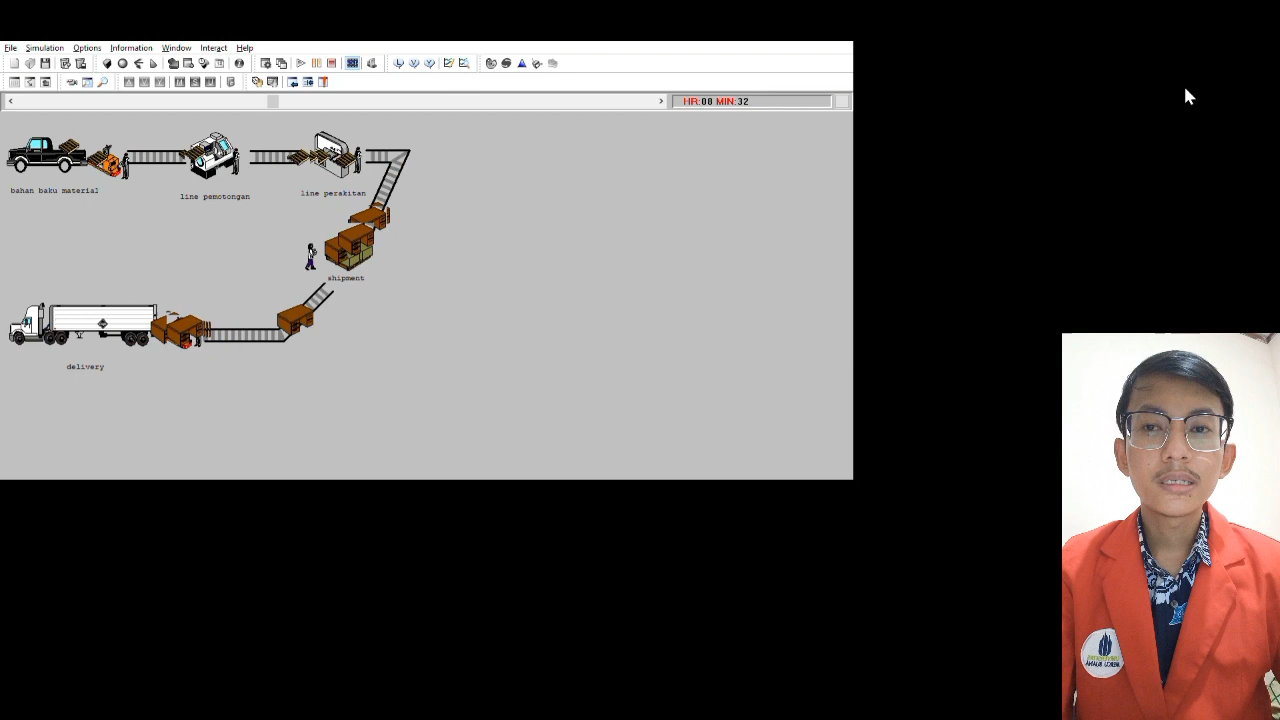 File Simulation Options Information Window Interact Help
HR:08 MIN:32
bahan baku material
line pemotongan
line perakitan
shipment
delivery